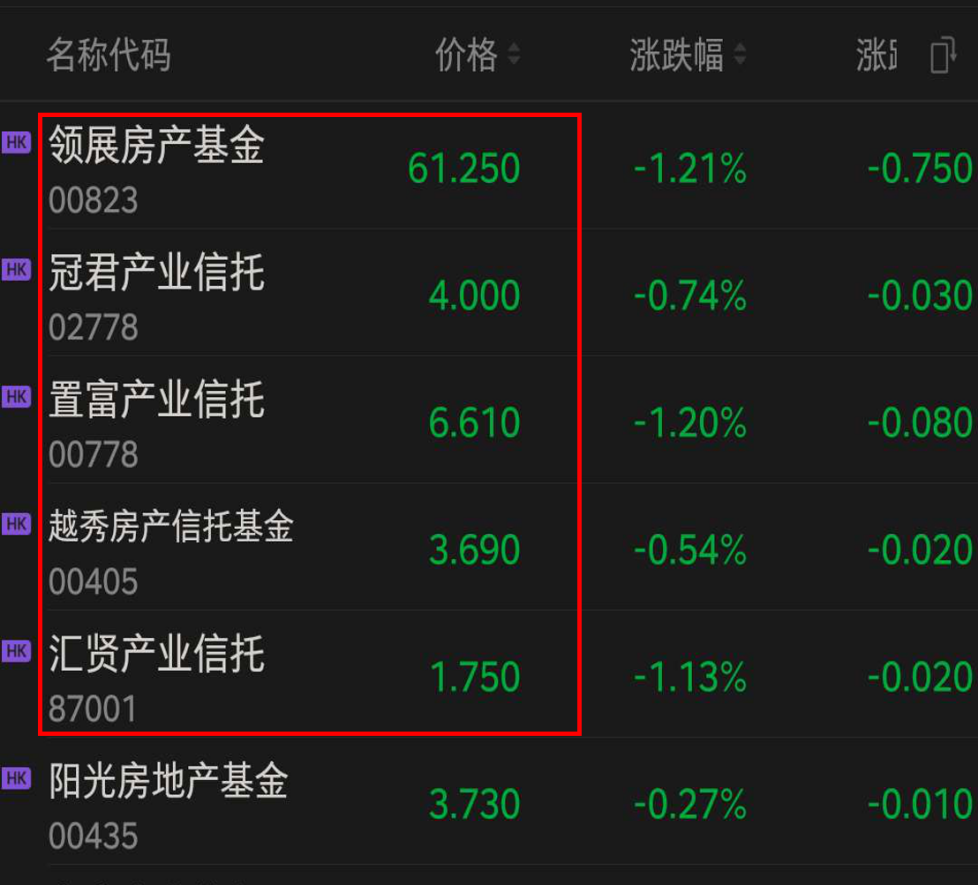 名称代码 价格 涨跌幅 涨
HK 领展房产基金 61.250 -1.21% -0.750
00823
HK 冠君产业信托 4.000 -0.74% -0.030
02778
HK 置富产业信托 6.610 -1.20% -0.080
00778
HK 越秀房产信托基金 3.690 -0.54% -0.020
00405
HK 汇贤产业信托 1.750 -1.13% -0.020
87001
HK 阳光房地产基金 3.730 -0.27% -0.010
00435